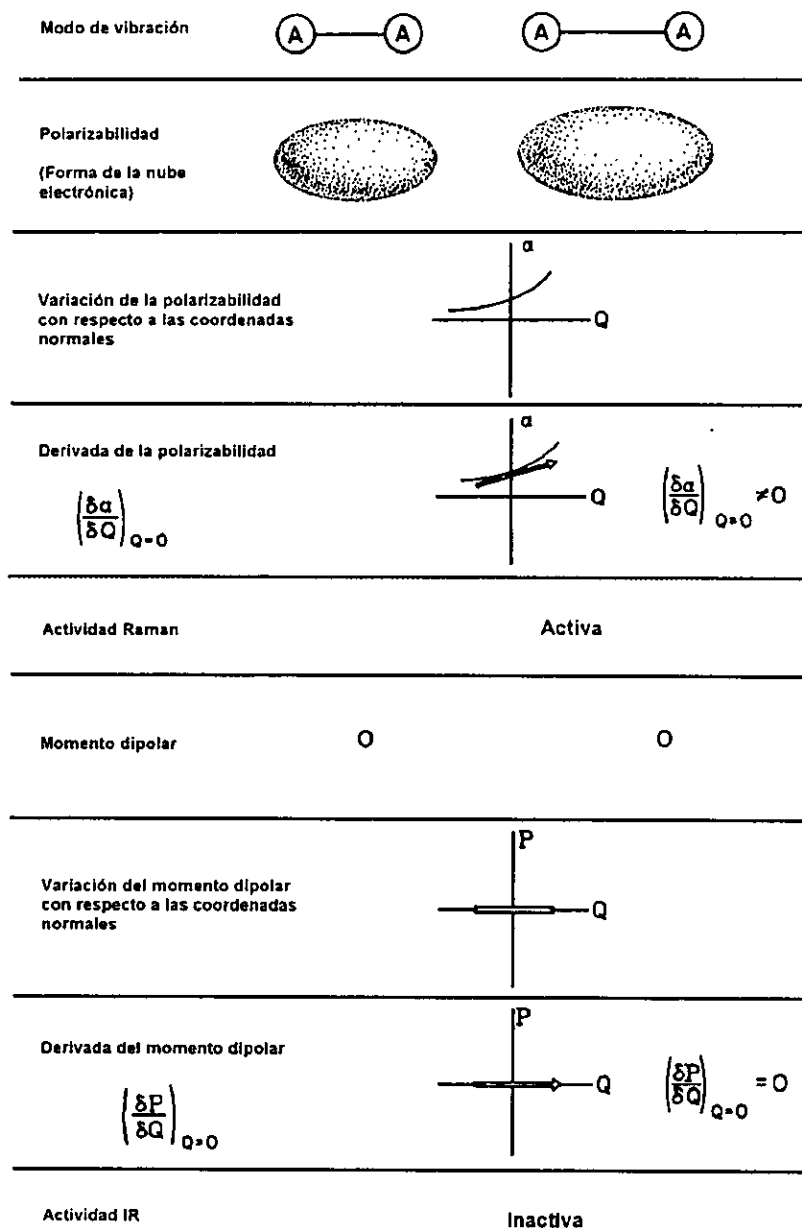 Modo de vibración
A A A A
Polarizabilidad
(Forma de la nube
electrónica)
α
Variación de la polarizabilidad
con respecto a las coordenadas
normales
Q
α
Derivada de la polarizabilidad
Q
(δα/δQ) Q=0
(δα/δQ) Q=0 ≠0
Actividad Raman Activa
Momento dipolar O O
P
Variación del momento dipolar
con respecto a las coordenadas
normales
Q
P
Derivada del momento dipolar
Q
(δP/δQ) Q=0
(δP/δQ) Q=0 =0
Actividad IR Inactiva